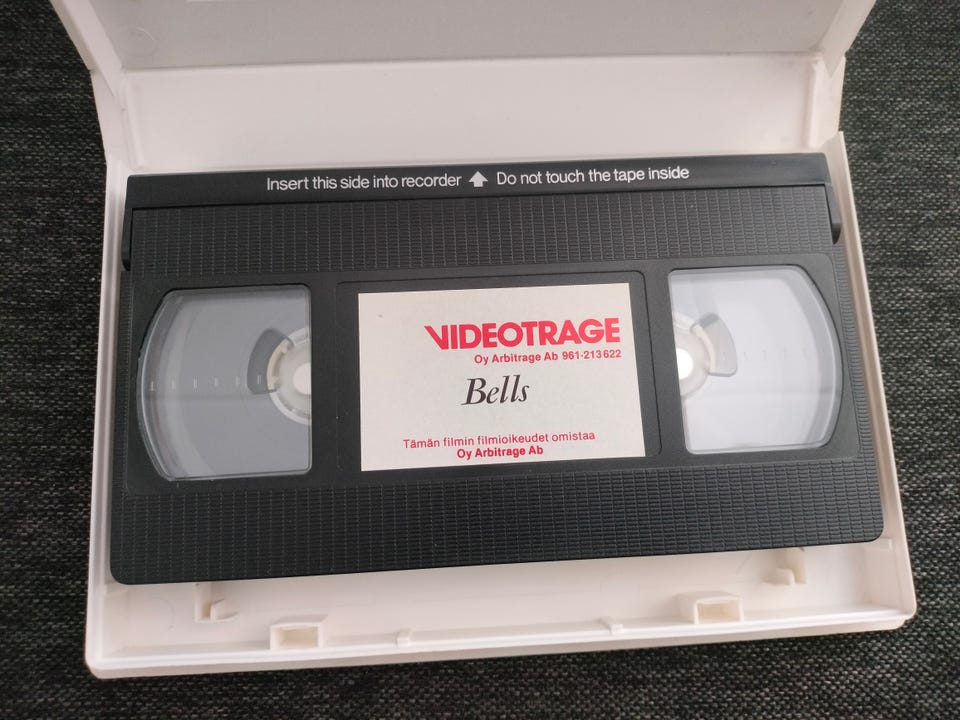 Insert this side into recorder ⬆ Do not touch the tape inside
VIDEOTRAGE
Oy Arbitrage Ab 961-213622
Bells
Tämän filmin filmioikeudet omistaa
Oy Arbitrage Ab